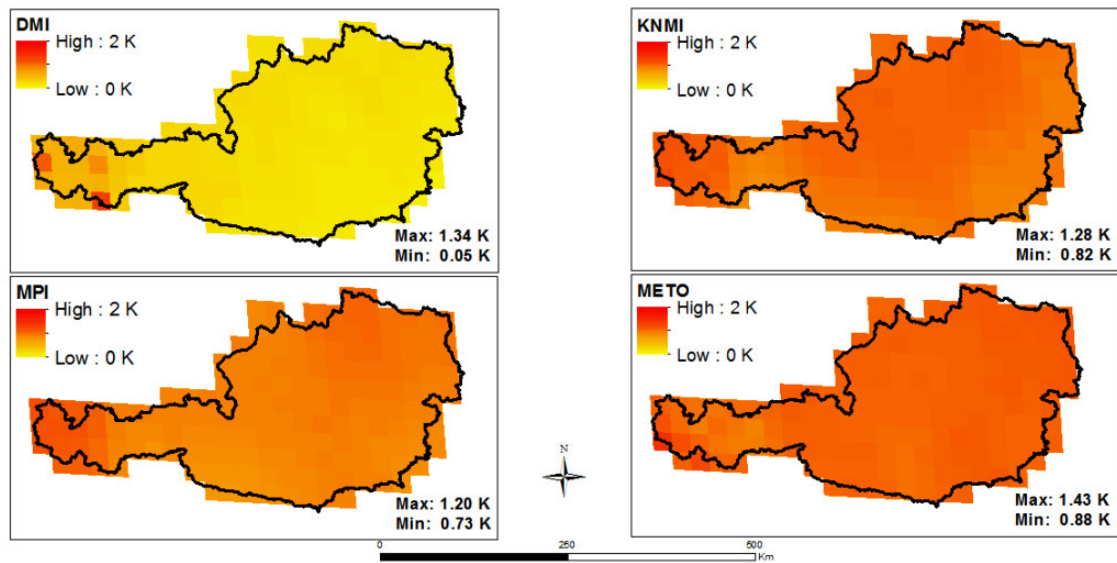 DMI
High : 2 K
Low : 0 K
Max: 1.34 K
Min: 0.05 K
KNMI
High : 2 K
Low : 0 K
Max: 1.28 K
Min: 0.82 K
MPI
High : 2 K
Low : 0 K
Max: 1.20 K
Min: 0.73 K
METO
High : 2 K
Low : 0 K
Max: 1.43 K
Min: 0.88 K
N
0 250 500
Km